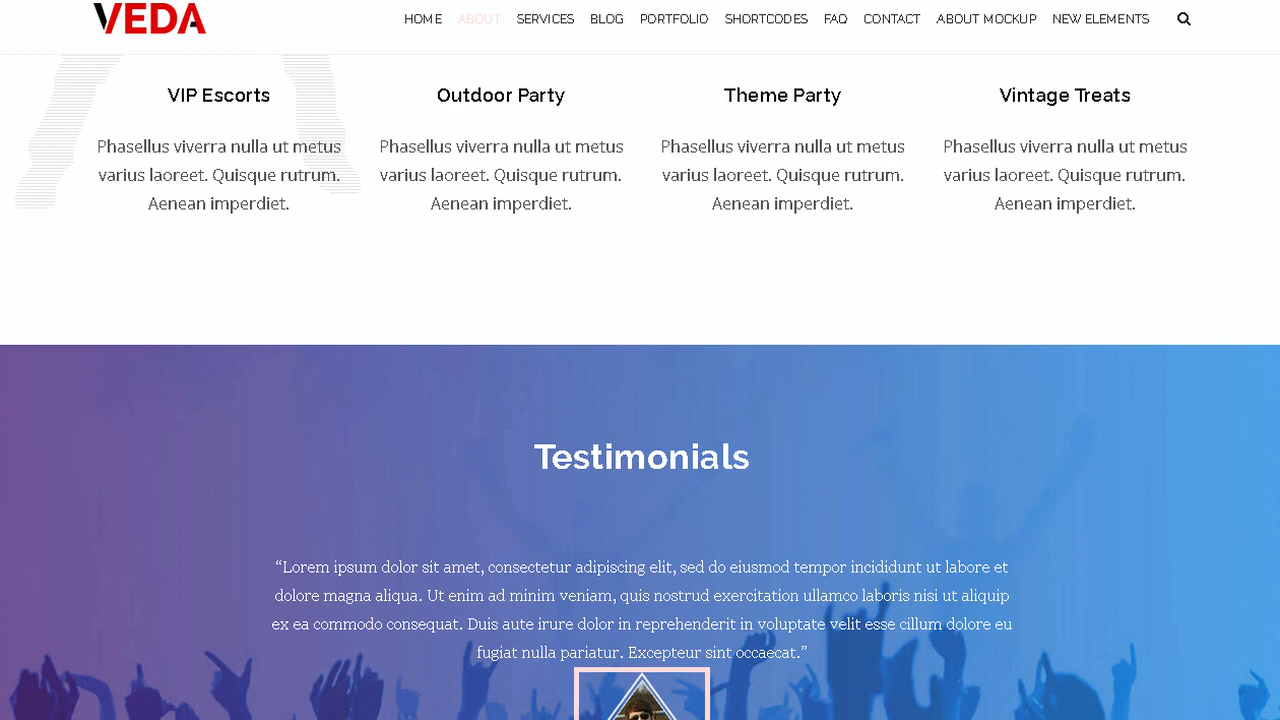 VEDA
HOME ABOUT SERVICES BLOG PORTFOLIO SHORTCODES FAQ CONTACT ABOUT MOCKUP NEW ELEMENTS
VIP Escorts
Phasellus viverra nulla ut metus
varius laoreet. Quisque rutrum.
Aenean imperdiet.
Outdoor Party
Phasellus viverra nulla ut metus
varius laoreet. Quisque rutrum.
Aenean imperdiet.
Theme Party
Phasellus viverra nulla ut metus
varius laoreet. Quisque rutrum.
Aenean imperdiet.
Vintage Treats
Phasellus viverra nulla ut metus
varius laoreet. Quisque rutrum.
Aenean imperdiet.
Testimonials
“Lorem ipsum dolor sit amet, consectetur adipiscing elit, sed do eiusmod tempor incididunt ut labore et
dolore magna aliqua. Ut enim ad minim veniam, quis nostrud exercitation ullamco laboris nisi ut aliquip
ex ea commodo consequat. Duis aute irure dolor in reprehenderit in voluptate velit esse cillum dolore eu
fugiat nulla pariatur. Excepteur sint occaecat.”